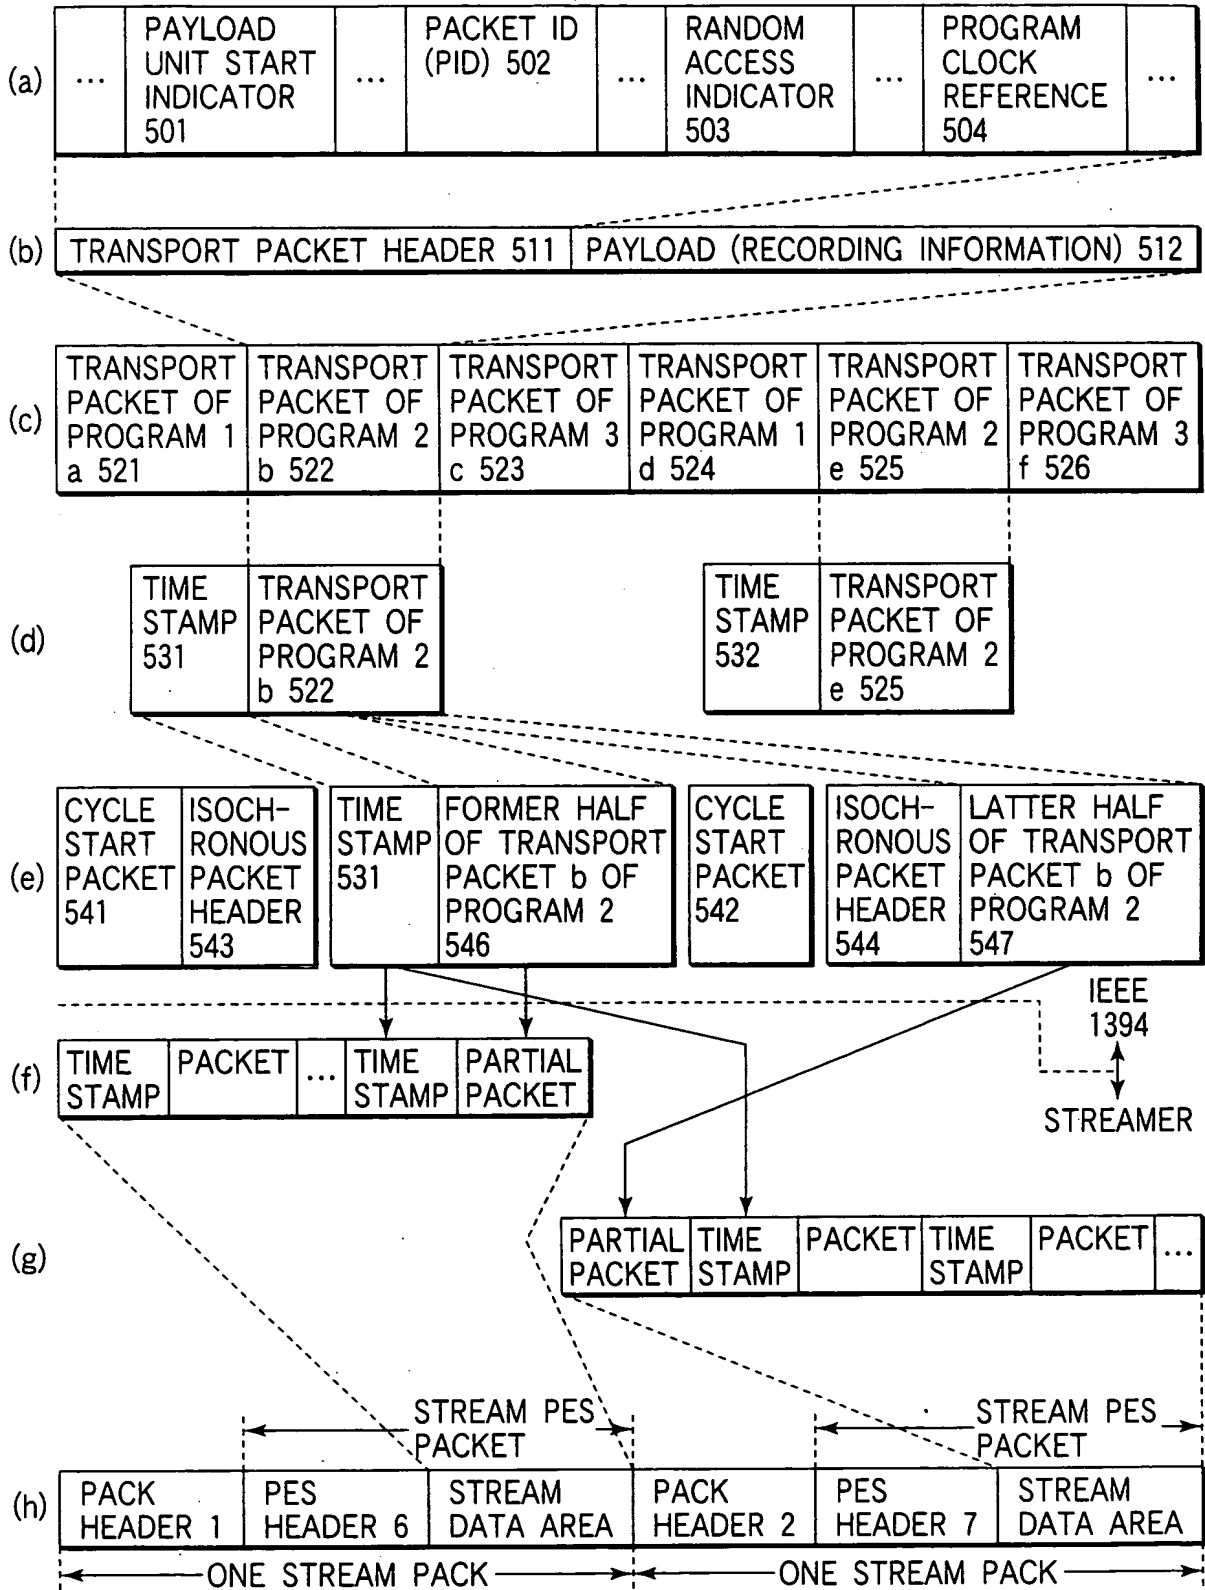 (a)
...
PAYLOAD
UNIT START
INDICATOR
501
...
PACKET ID
(PID) 502
...
RANDOM
ACCESS
INDICATOR
503
...
PROGRAM
CLOCK
REFERENCE
504
...
(b)
TRANSPORT PACKET HEADER 511
PAYLOAD (RECORDING INFORMATION) 512
(c)
TRANSPORT
PACKET OF
PROGRAM 1
a 521
TRANSPORT
PACKET OF
PROGRAM 2
b 522
TRANSPORT
PACKET OF
PROGRAM 3
c 523
TRANSPORT
PACKET OF
PROGRAM 1
d 524
TRANSPORT
PACKET OF
PROGRAM 2
e 525
TRANSPORT
PACKET OF
PROGRAM 3
f 526
(d)
TIME
STAMP
531
TRANSPORT
PACKET OF
PROGRAM 2
b 522
TIME
STAMP
532
TRANSPORT
PACKET OF
PROGRAM 2
e 525
(e)
CYCLE
START
PACKET
541
ISOCH-
RONOUS
PACKET
HEADER
543
TIME
STAMP
531
FORMER HALF
OF TRANSPORT
PACKET b OF
PROGRAM 2
546
CYCLE
START
PACKET
542
ISOCH-
RONOUS
PACKET
HEADER
544
LATTER HALF
OF TRANSPORT
PACKET b OF
PROGRAM 2
547
IEEE
1394
STREAMER
(f)
TIME
STAMP
PACKET
...
TIME
STAMP
PARTIAL
PACKET
(g)
PARTIAL
PACKET
TIME
STAMP
PACKET
TIME
STAMP
PACKET
...
STREAM PES
PACKET
STREAM PES
PACKET
(h)
PACK
HEADER 1
PES
HEADER 6
STREAM
DATA AREA
PACK
HEADER 2
PES
HEADER 7
STREAM
DATA AREA
ONE STREAM PACK
ONE STREAM PACK